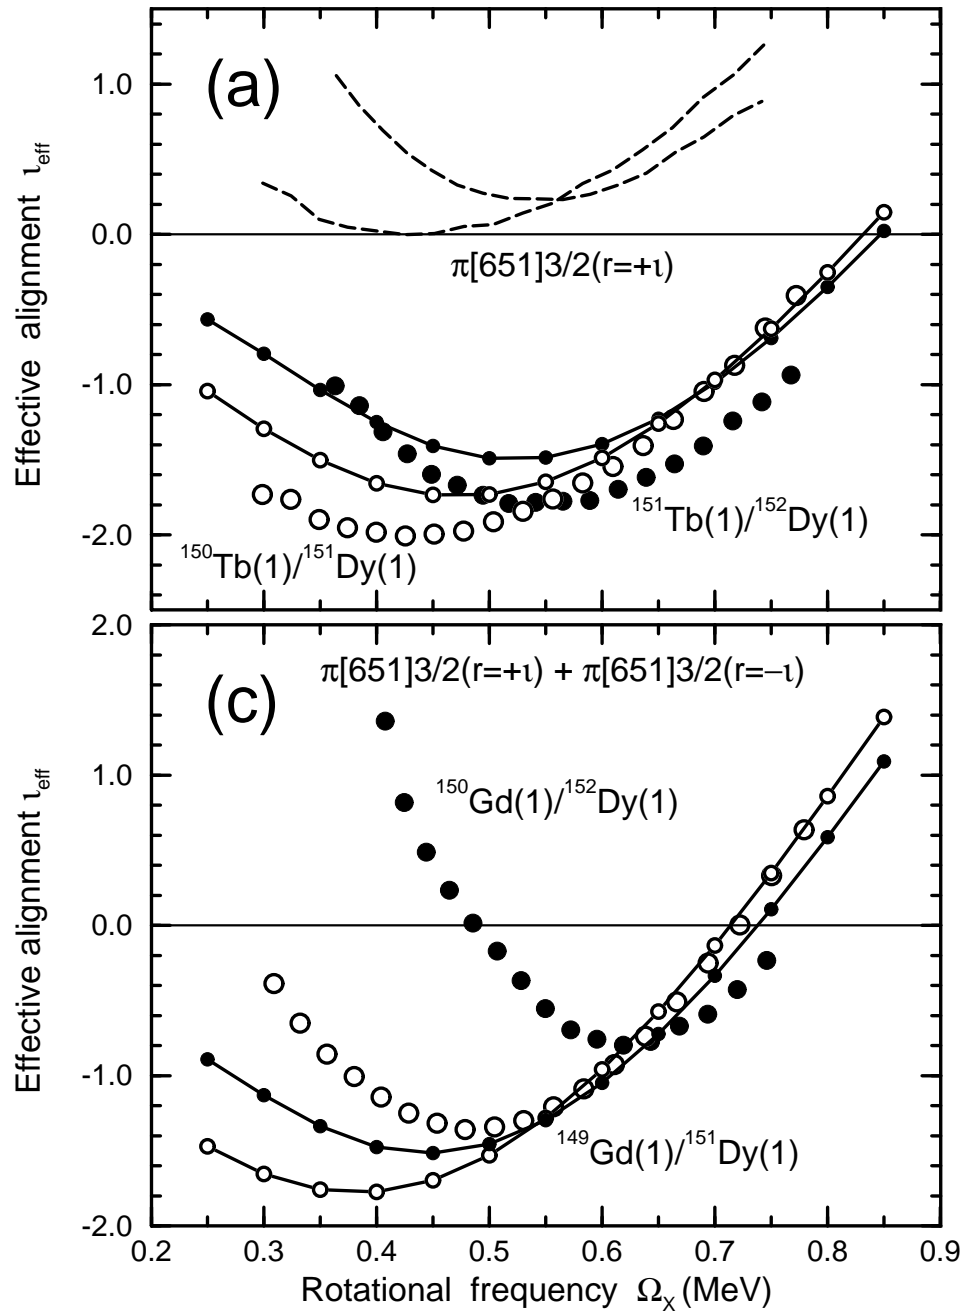 (a)
1.0
0.0
-1.0
-2.0
Effective alignment ι_eff
π[651]3/2(r=+ι)
¹⁵¹Tb(1)/¹⁵²Dy(1)
¹⁵⁰Tb(1)/¹⁵¹Dy(1)
2.0
1.0
0.0
-1.0
-2.0
Effective alignment ι_eff
π[651]3/2(r=+ι) + π[651]3/2(r=−ι)
(c)
¹⁵⁰Gd(1)/¹⁵²Dy(1)
¹⁴⁹Gd(1)/¹⁵¹Dy(1)
0.2 0.3 0.4 0.5 0.6 0.7 0.8 0.9
Rotational frequency Ω_X (MeV)